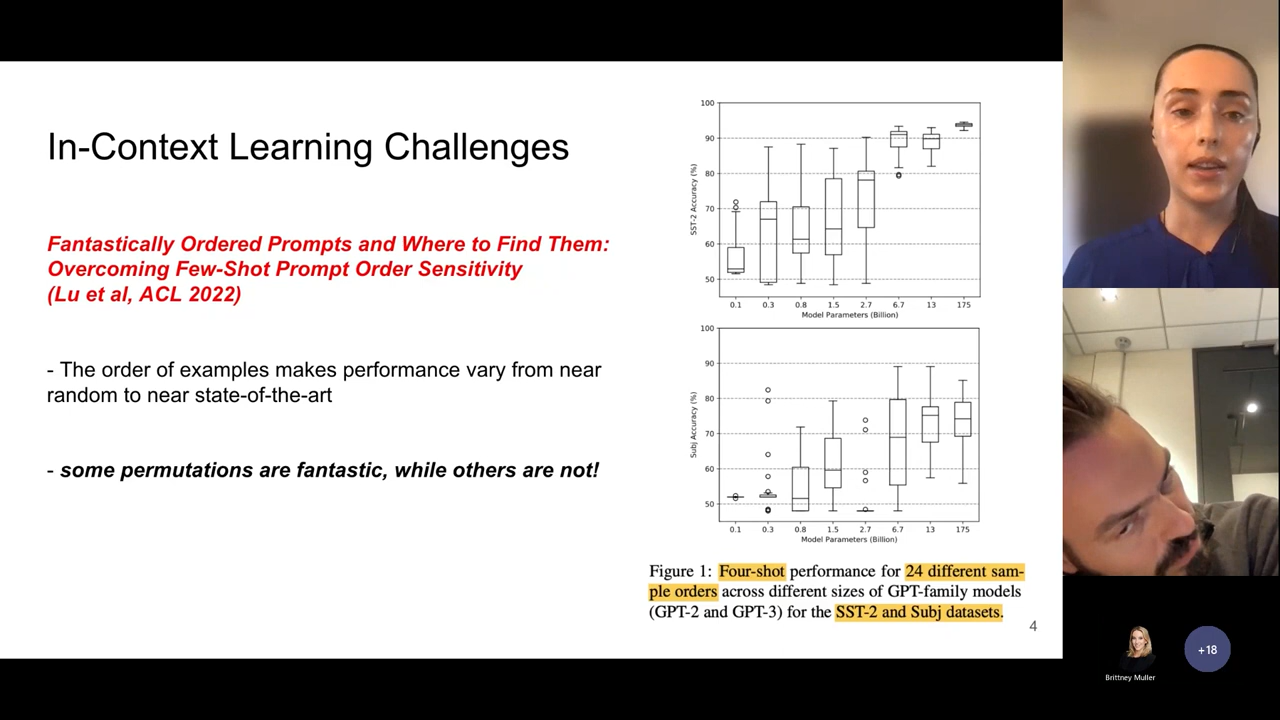 In-Context Learning Challenges
Fantastically Ordered Prompts and Where to Find Them:
Overcoming Few-Shot Prompt Order Sensitivity
(Lu et al, ACL 2022)
- The order of examples makes performance vary from near
random to near state-of-the-art
- some permutations are fantastic, while others are not!
100
90
80
70
60
50
SST-2 Accuracy (%)
0.1 0.3 0.8 1.5 2.7 6.7 13 175
Model Parameters (Billion)
100
90
80
70
60
50
Subj Accuracy (%)
0.1 0.3 0.8 1.5 2.7 6.7 13 175
Model Parameters (Billion)
Figure 1: Four-shot performance for 24 different sam-
ple orders across different sizes of GPT-family models
(GPT-2 and GPT-3) for the SST-2 and Subj datasets.
4
Brittney Muller
+18